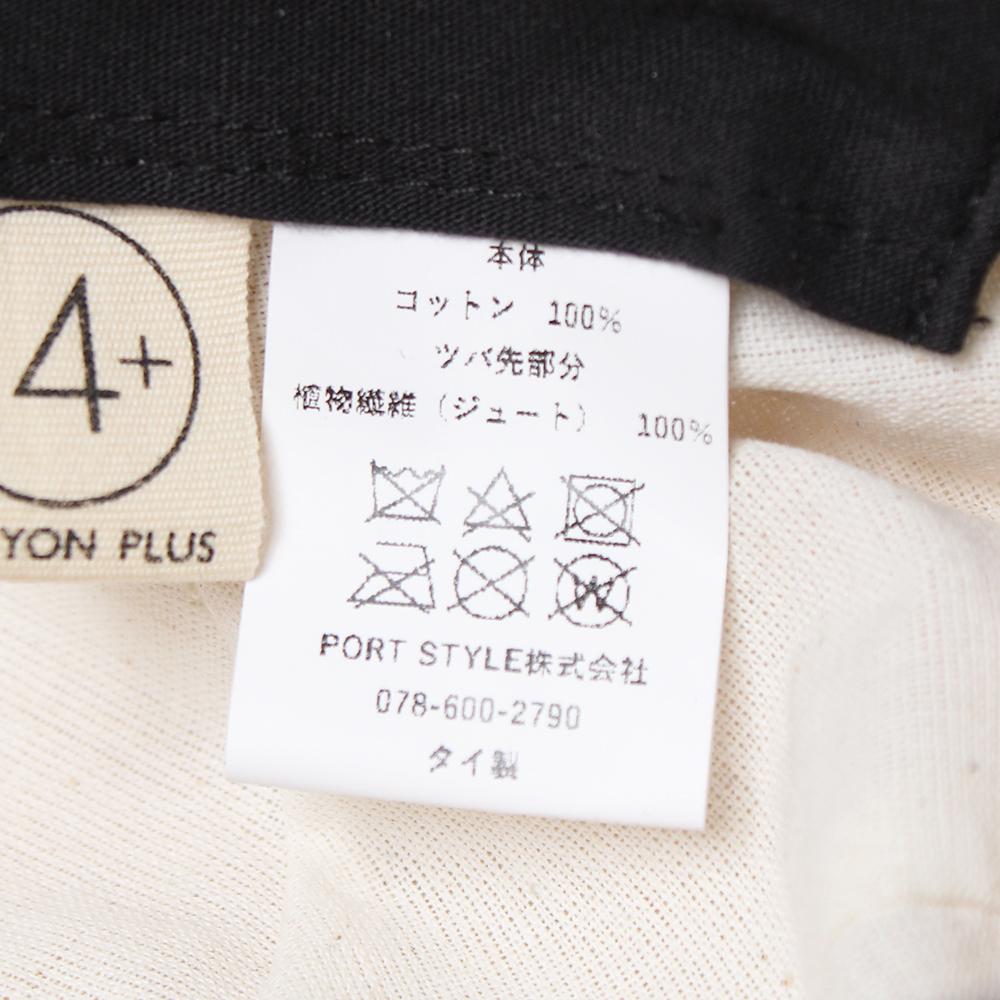 4+
YON PLUS
本体
コットン 100%
ツバ先部分
植物繊維（ジュート） 100%
W
PORT STYLE株式会社
078-600-2790
タイ製